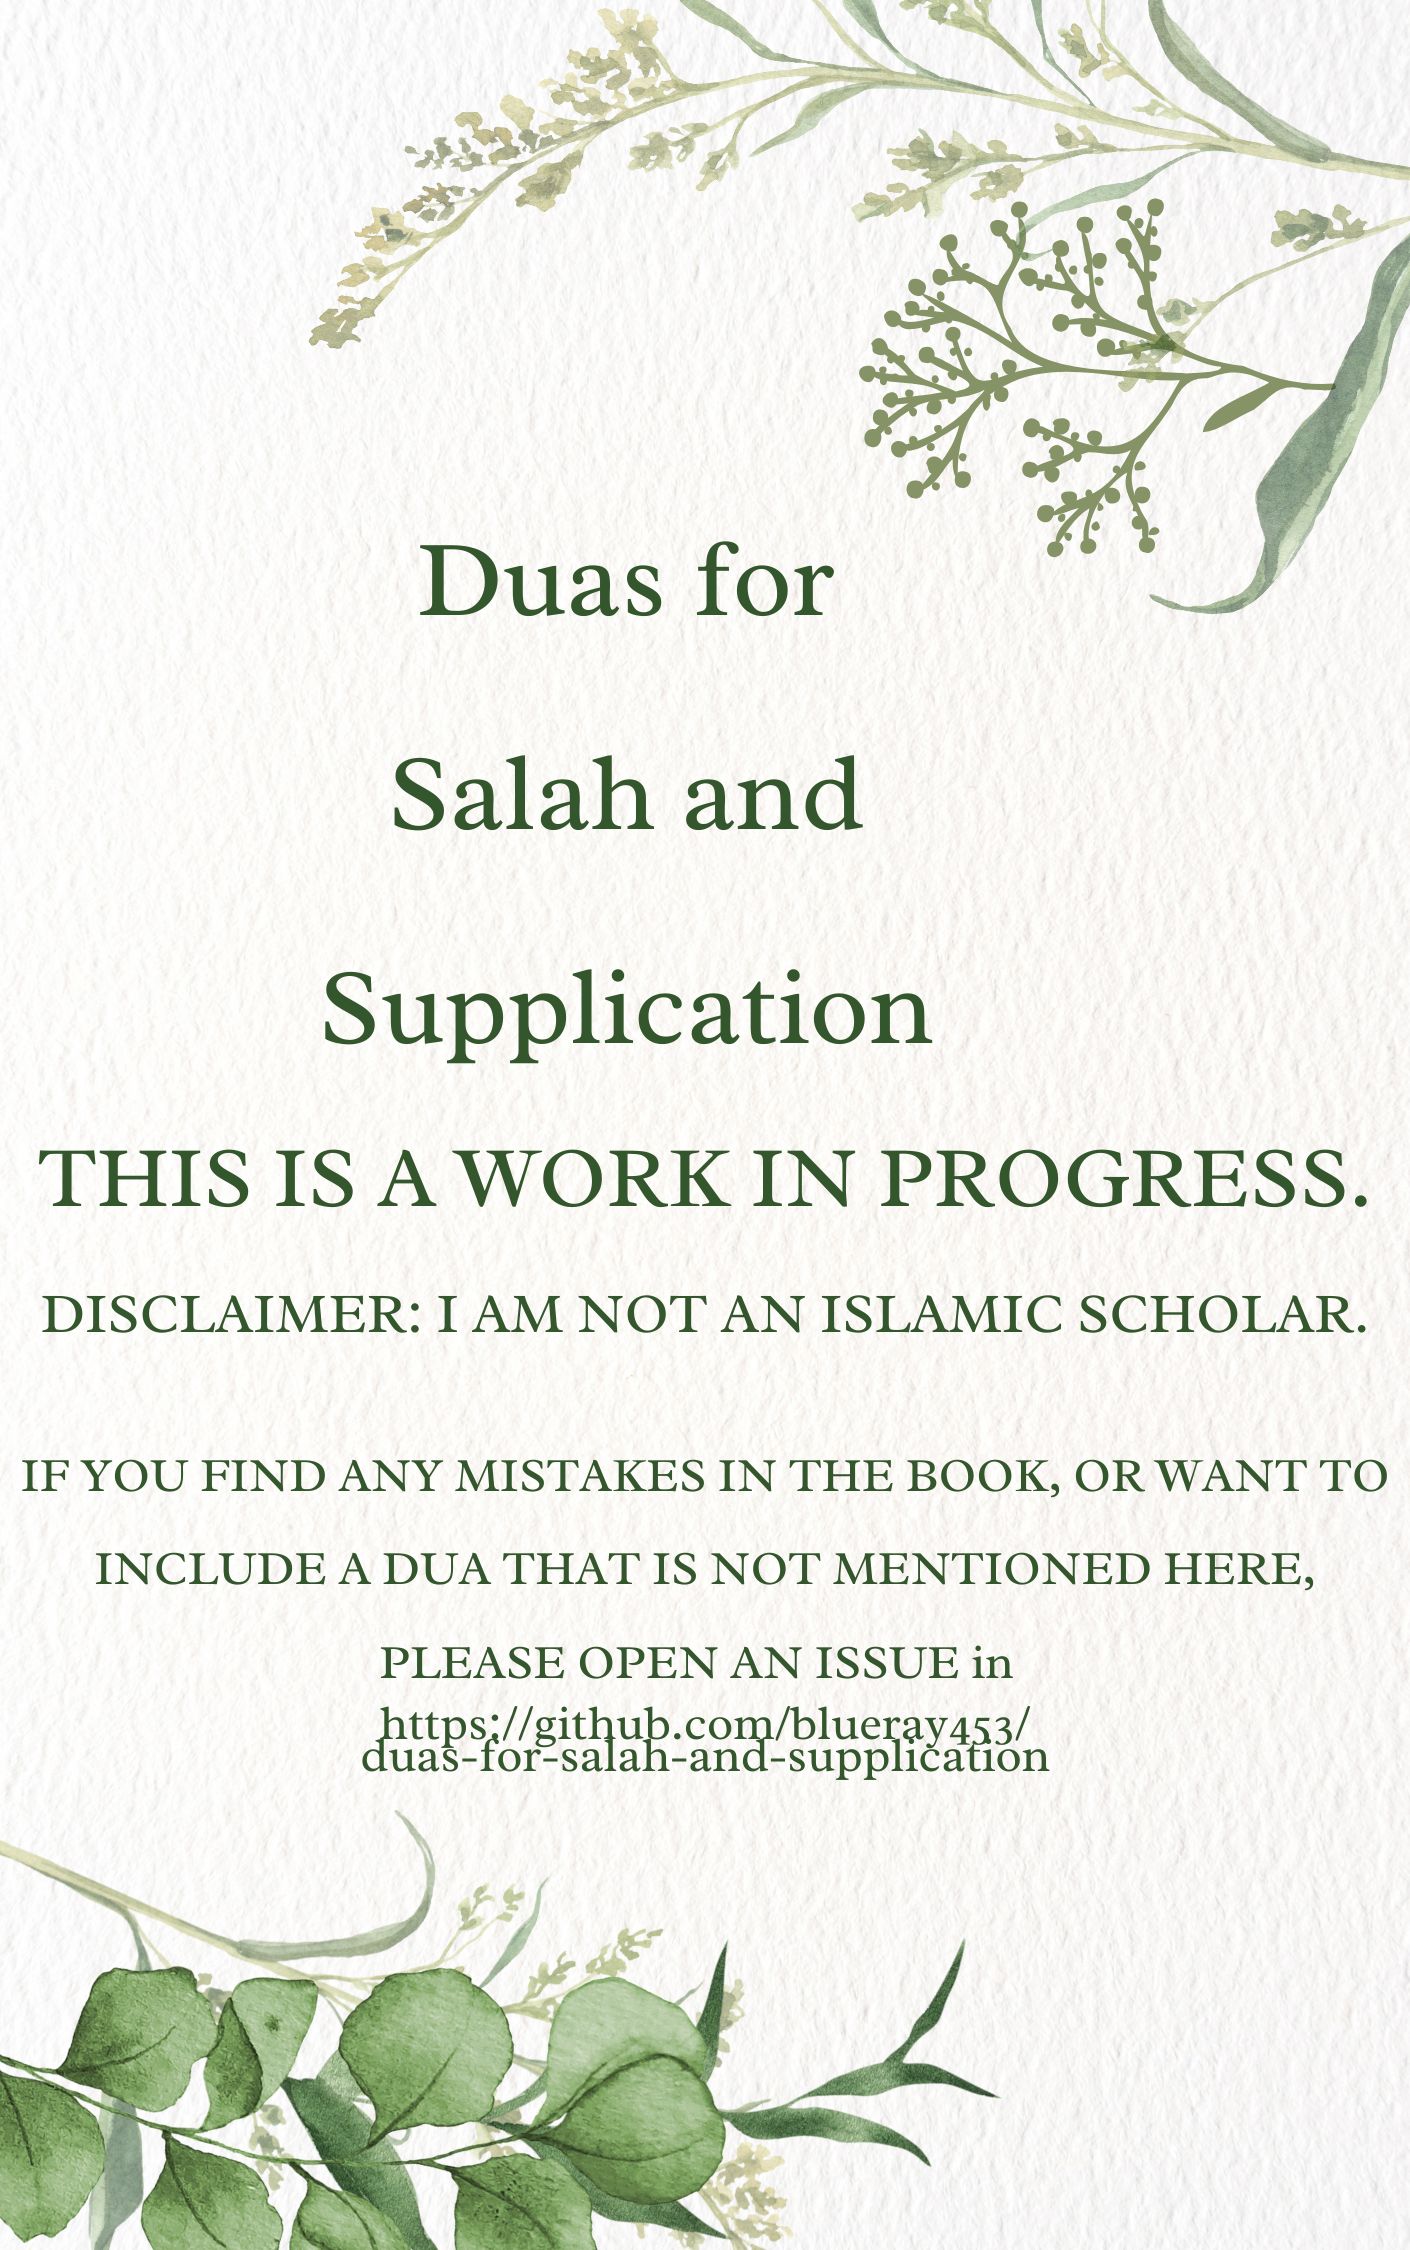 Duas for
Salah and
Supplication
THIS IS A WORK IN PROGRESS.
DISCLAIMER: I AM NOT AN ISLAMIC SCHOLAR.
IF YOU FIND ANY MISTAKES IN THE BOOK, OR WANT TO
INCLUDE A DUA THAT IS NOT MENTIONED HERE,
PLEASE OPEN AN ISSUE in
https://github.com/blueray453/
duas-for-salah-and-supplication